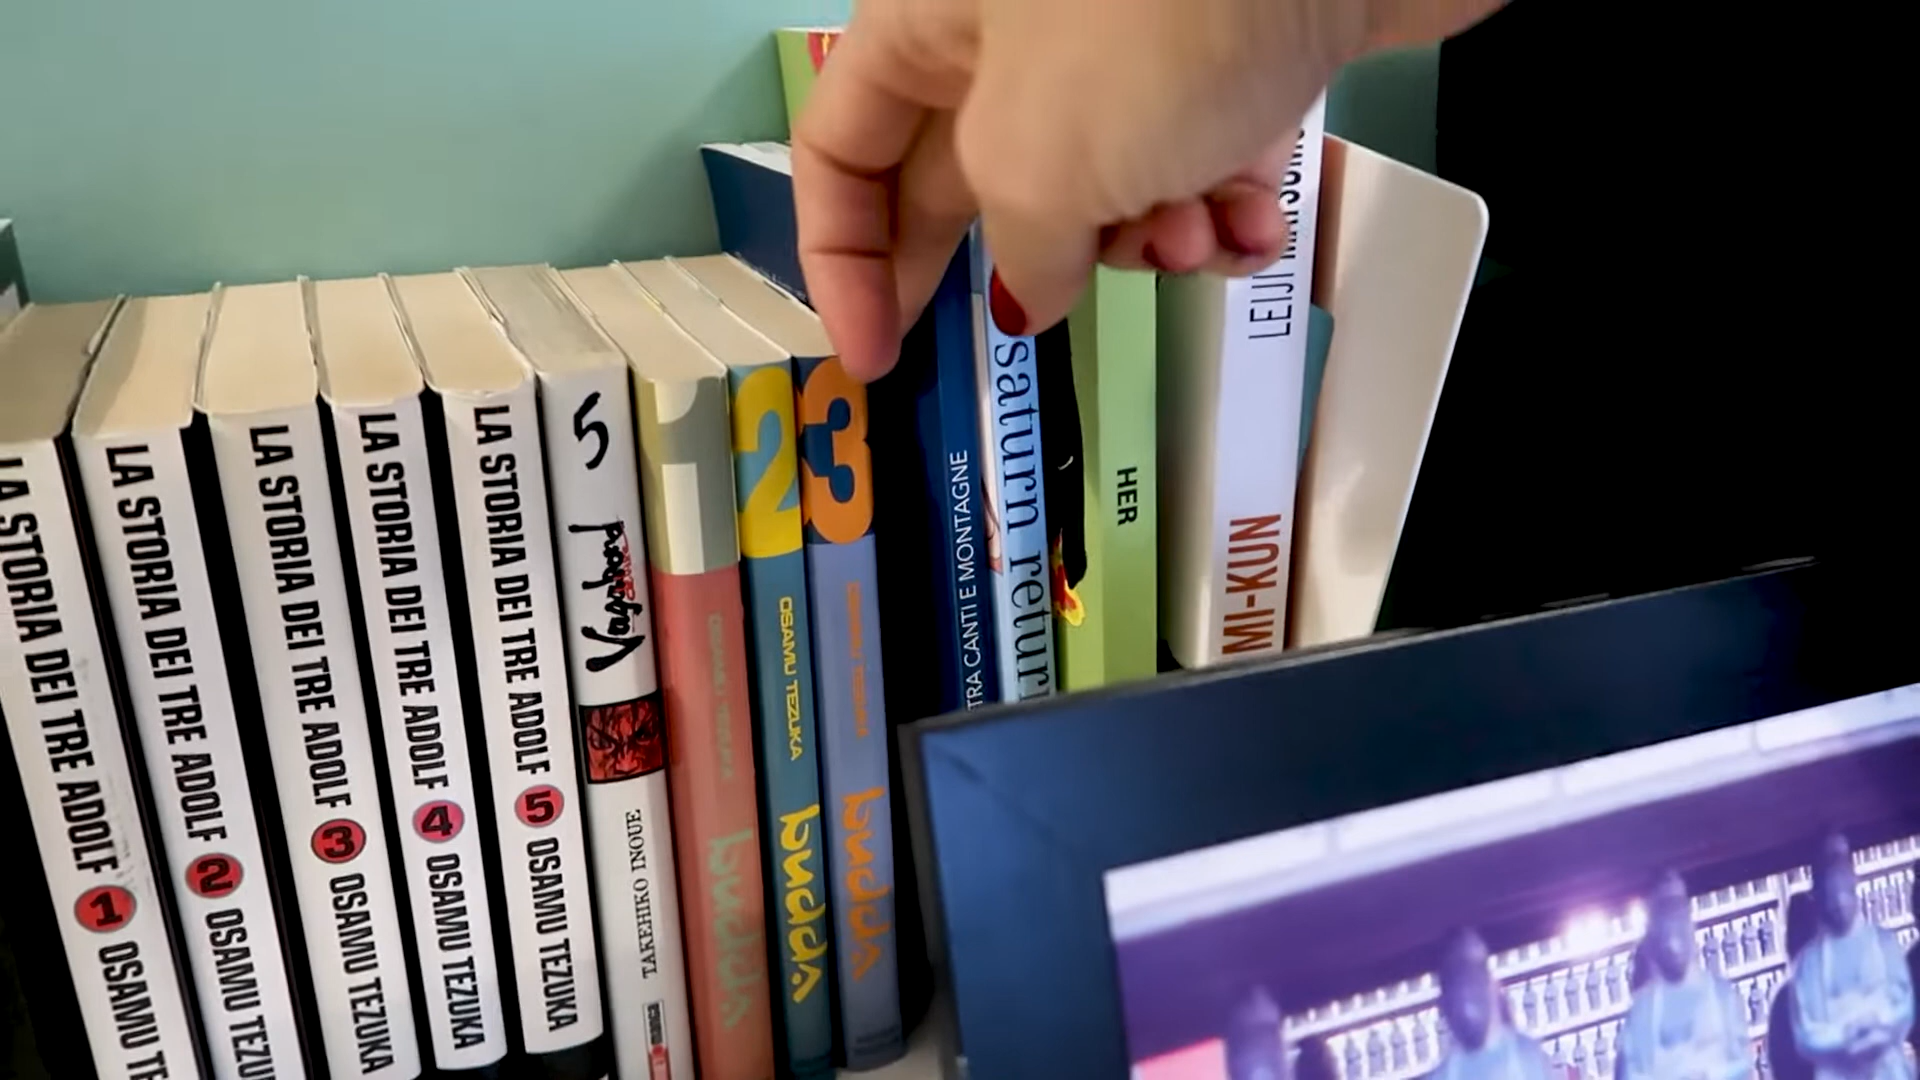 LA STORIA DEI TRE ADOLF 1 OSAMU TE
LA STORIA DEI TRE ADOLF 2 OSAMU TEZU
LA STORIA DEI TRE ADOLF 3 OSAMU TEZUKA
LA STORIA DEI TRE ADOLF 4 OSAMU TEZUKA
LA STORIA DEI TRE ADOLF 5 OSAMU TEZUKA
5 Vagabond TAKEHIKO INOUE
1 OSAMU TEZUKA budda
2 OSAMU TEZUKA budda
3 OSAMU TEZUKA budda
TRA CANTI E MONTAGNE
saturn return
HER
MI-KUN LEIJI